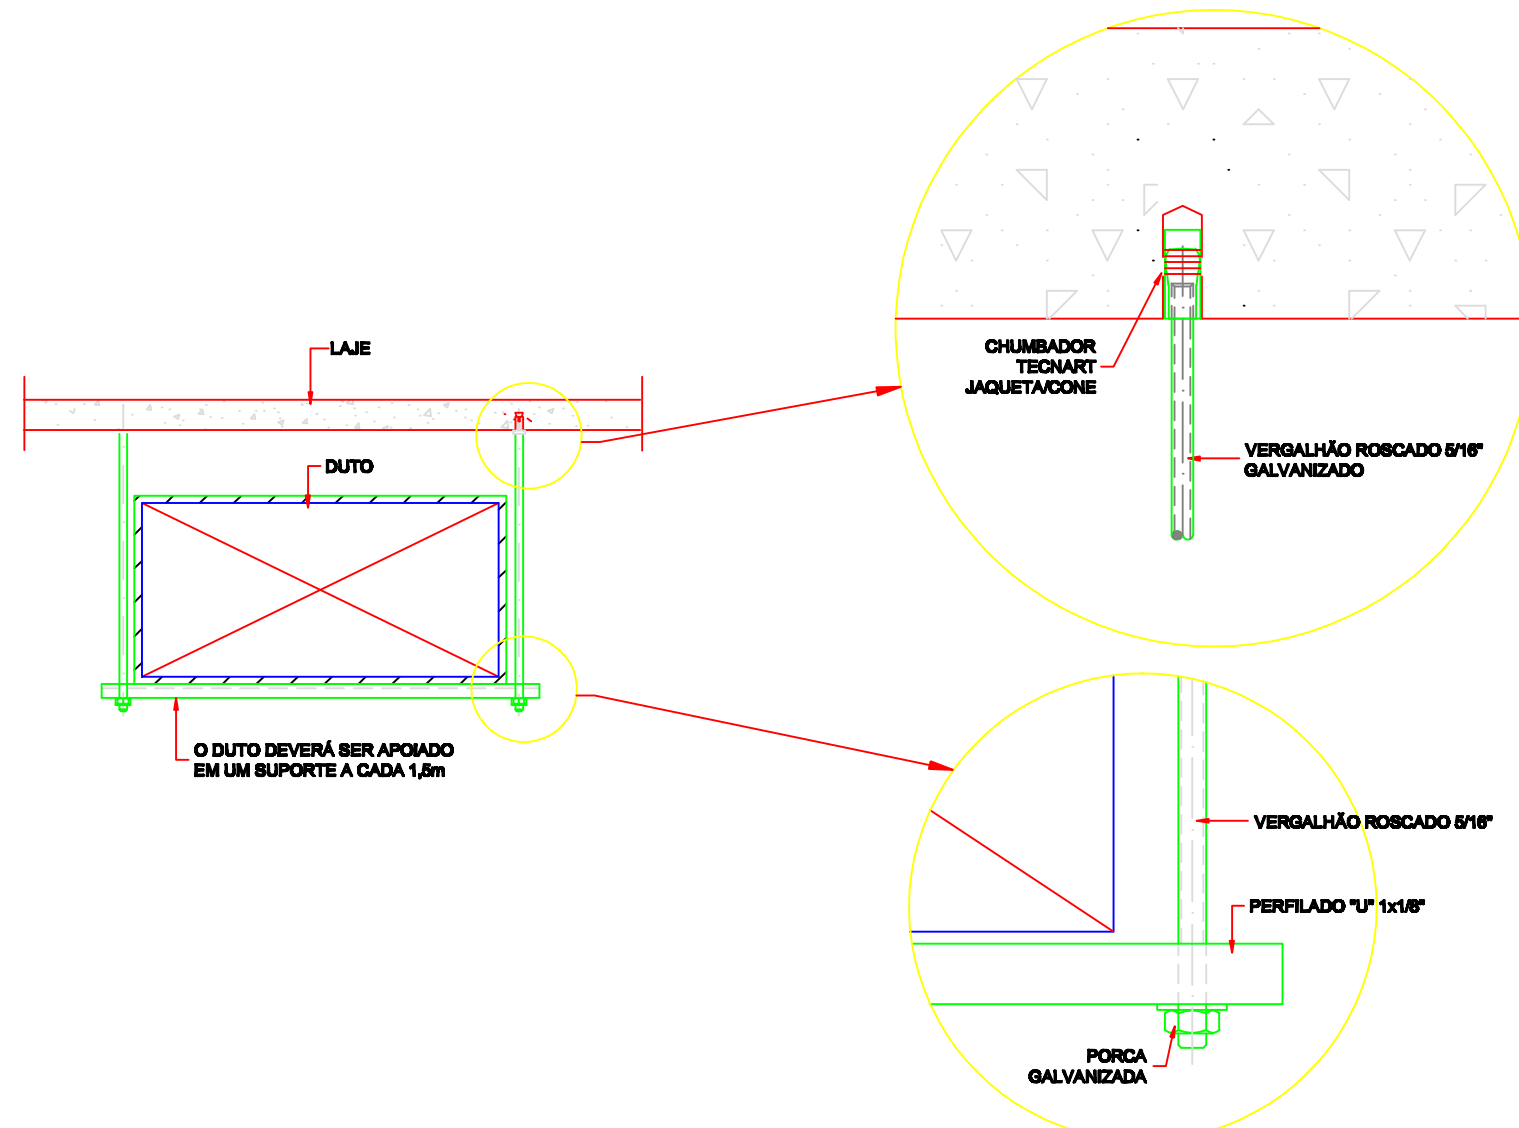 LAJE
DUTO
O DUTO DEVERÁ SER APOIADO
EM UM SUPORTE A CADA 1,5m
CHUMBADOR
TECNART
JAQUETA/CONE
VERGALHÃO ROSCADO 5/16"
GALVANIZADO
VERGALHÃO ROSCADO 5/16"
PERFILADO "U" 1x1/8"
PORCA
GALVANIZADA